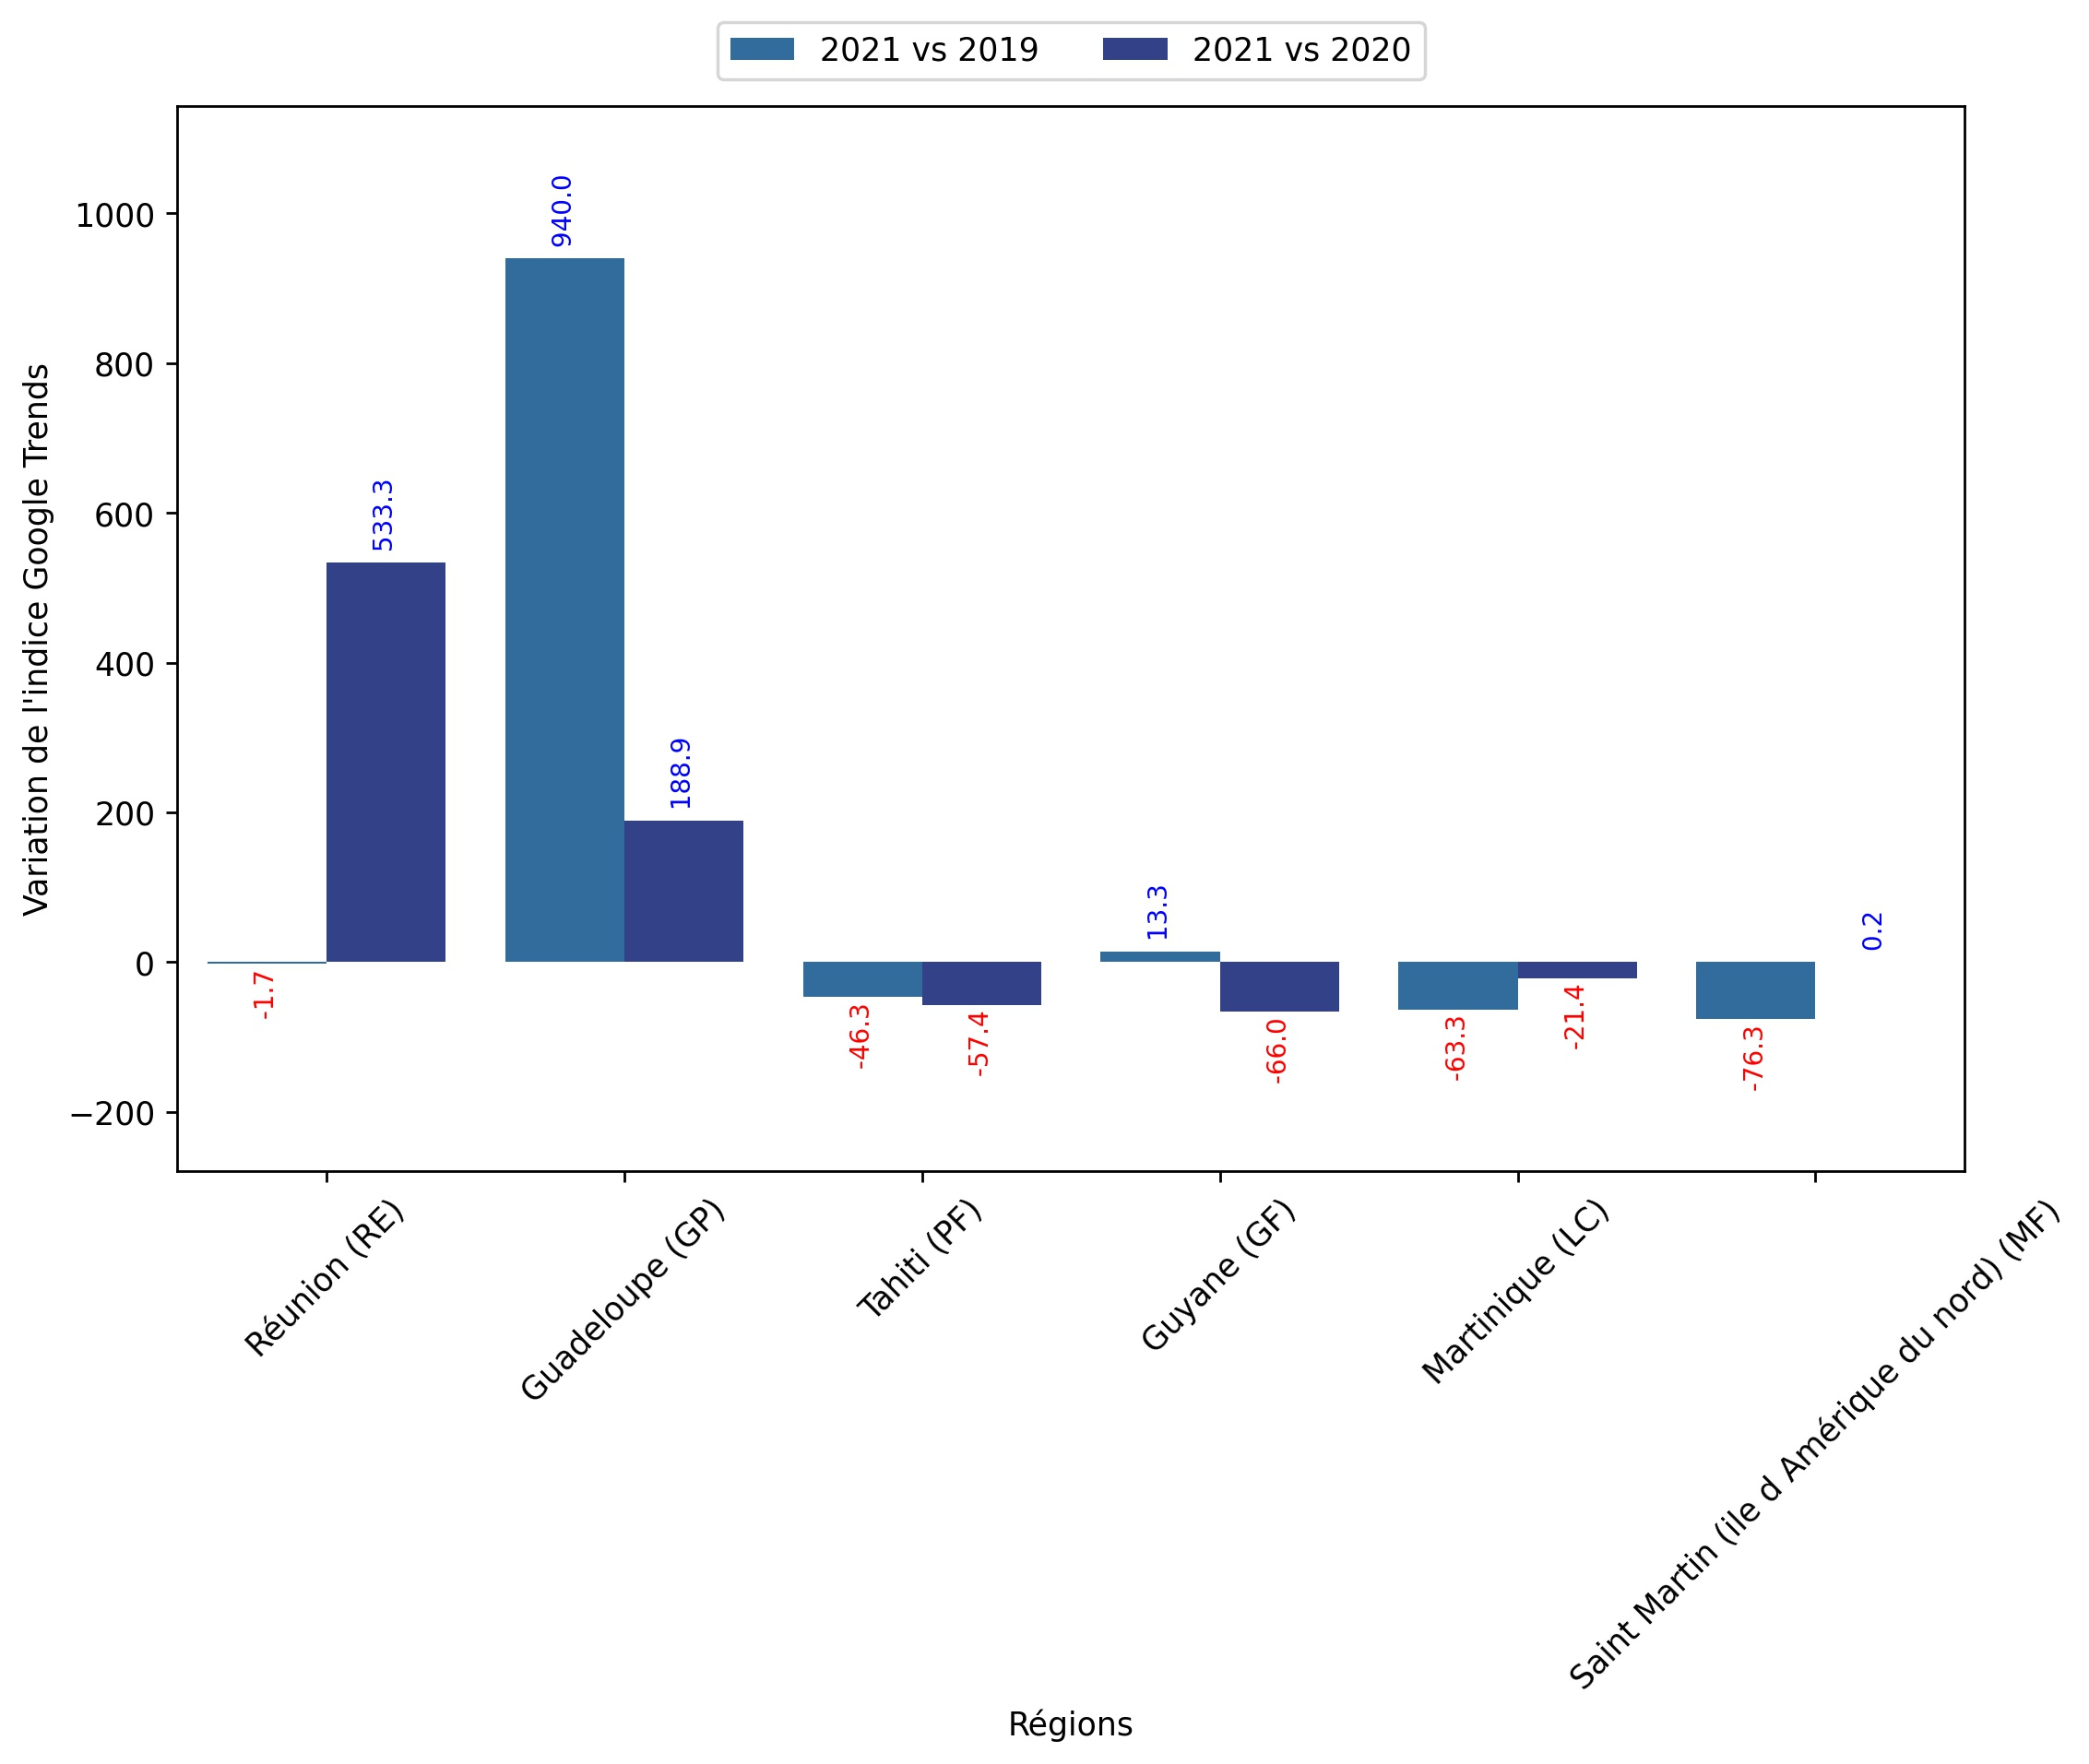 2021 vs 2019
2021 vs 2020
Variation de l'indice Google Trends
1000
800
600
400
200
0
−200
-1.7
533.3
940.0
188.9
-46.3
-57.4
13.3
-66.0
-63.3
-21.4
-76.3
0.2
Réunion (RE)
Guadeloupe (GP)
Tahiti (PF)
Guyane (GF)
Martinique (LC)
Saint Martin (ile d Amérique du nord) (MF)
Régions